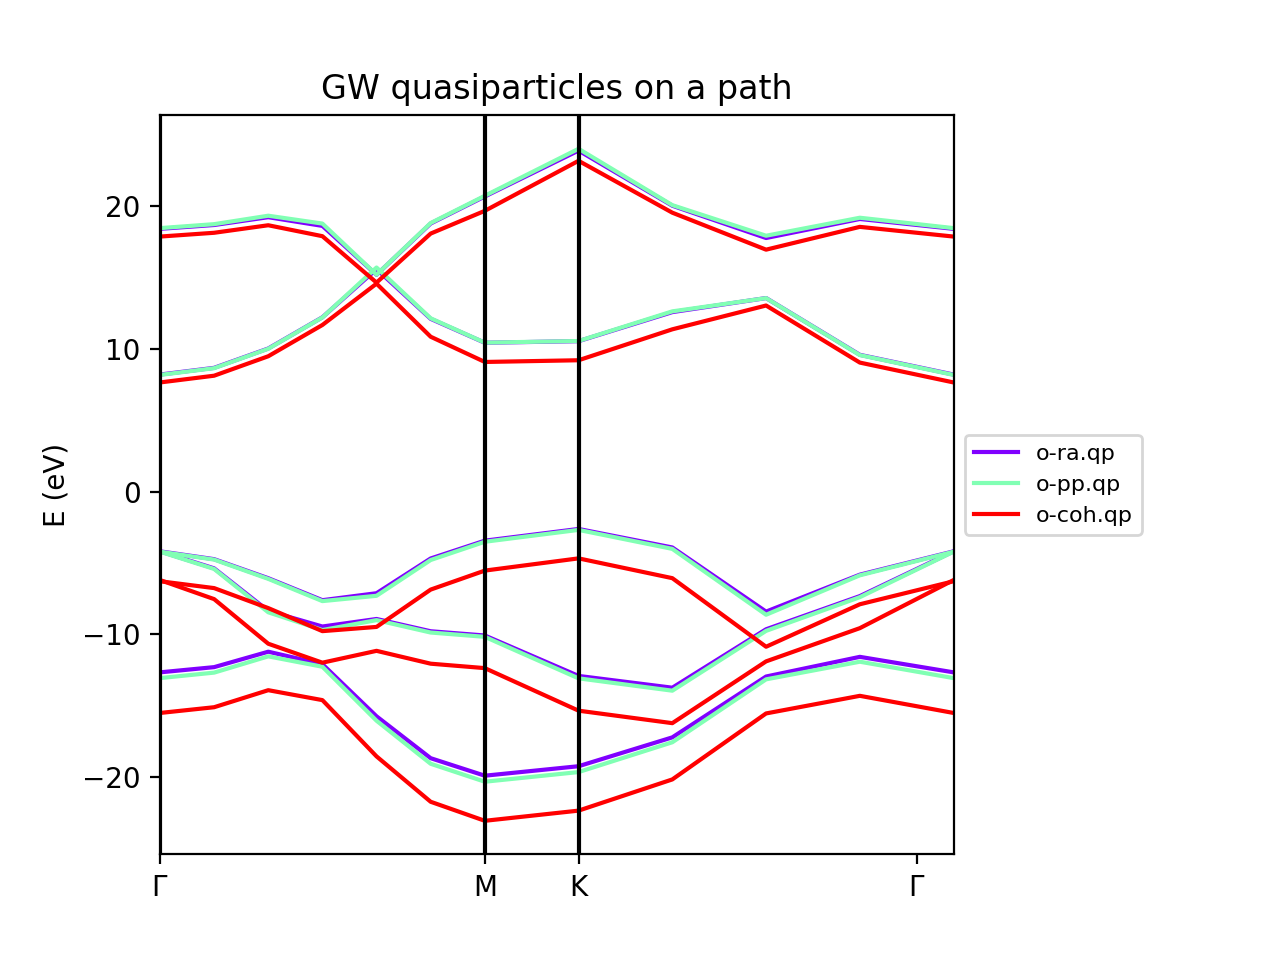 GW quasiparticles on a path
E (eV)
20
10
0
−10
−20
Γ
M
K
Γ
o-ra.qp
o-pp.qp
o-coh.qp